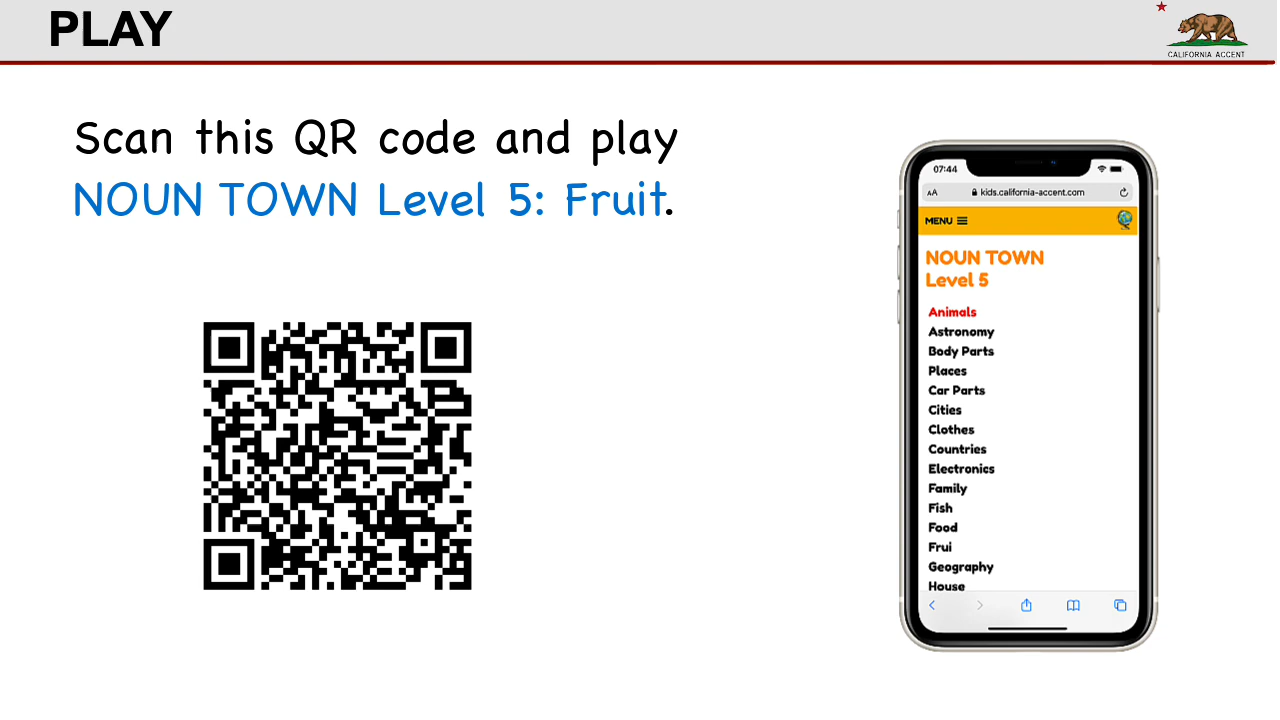 PLAY
CALIFORNIA ACCENT
Scan this QR code and play
NOUN TOWN Level 5: Fruit.
07:44
AA
kids.california-accent.com
MENU
NOUN TOWN
Level 5
Animals
Astronomy
Body Parts
Places
Car Parts
Cities
Clothes
Countries
Electronics
Family
Fish
Food
Frui
Geography
House